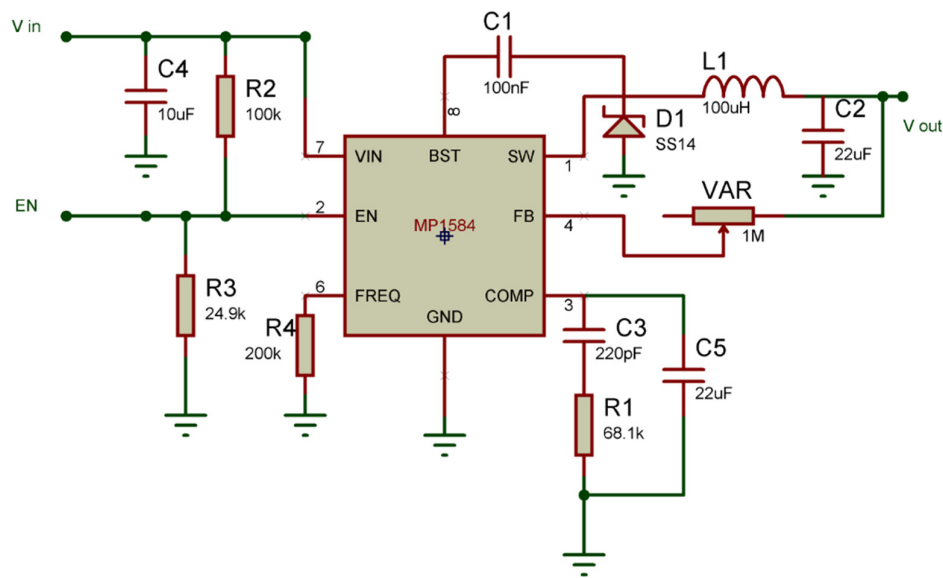 V in
C4
10uF
R2
100k
C1
100nF
L1
100uH
C2
22uF
V out
D1
SS14
8
7
VIN
BST
SW
1
VAR
1M
EN
2
EN
MP1584
FB
4
6
FREQ
COMP
3
GND
R3
24.9k
R4
200k
C3
220pF
C5
22uF
R1
68.1k